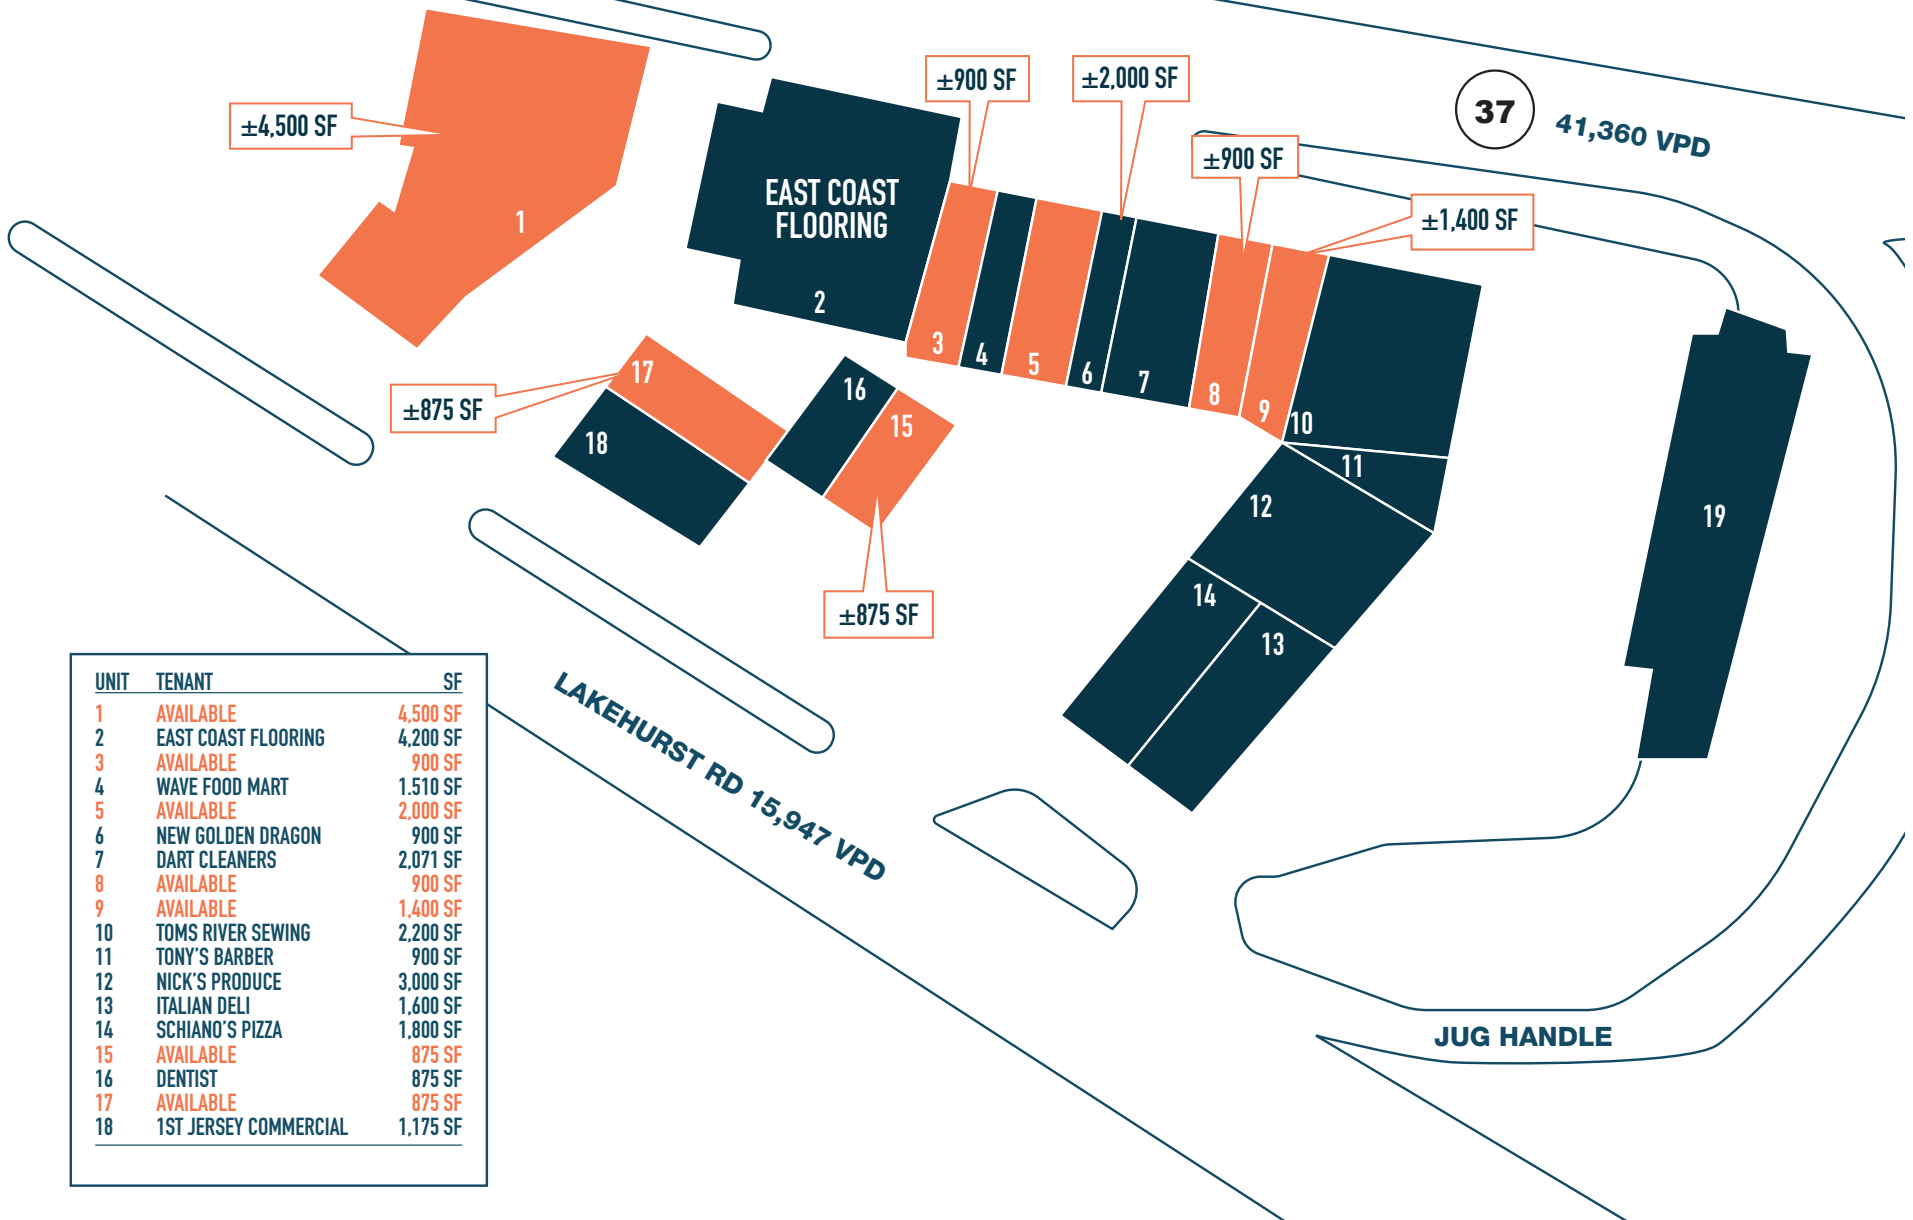 ±4,500 SF
1
EAST COAST
FLOORING
2
±900 SF
±2,000 SF
±900 SF
±1,400 SF
37
41,360 VPD
3
4
5
6
7
8
9
10
11
12
13
14
19
17
18
±875 SF
16
15
±875 SF
LAKEHURST RD 15,947 VPD
JUG HANDLE
UNIT TENANT SF
1 AVAILABLE 4,500 SF
2 EAST COAST FLOORING 4,200 SF
3 AVAILABLE 900 SF
4 WAVE FOOD MART 1.510 SF
5 AVAILABLE 2,000 SF
6 NEW GOLDEN DRAGON 900 SF
7 DART CLEANERS 2,071 SF
8 AVAILABLE 900 SF
9 AVAILABLE 1,400 SF
10 TOMS RIVER SEWING 2,200 SF
11 TONY'S BARBER 900 SF
12 NICK'S PRODUCE 3,000 SF
13 ITALIAN DELI 1,600 SF
14 SCHIANO'S PIZZA 1,800 SF
15 AVAILABLE 875 SF
16 DENTIST 875 SF
17 AVAILABLE 875 SF
18 1ST JERSEY COMMERCIAL 1,175 SF